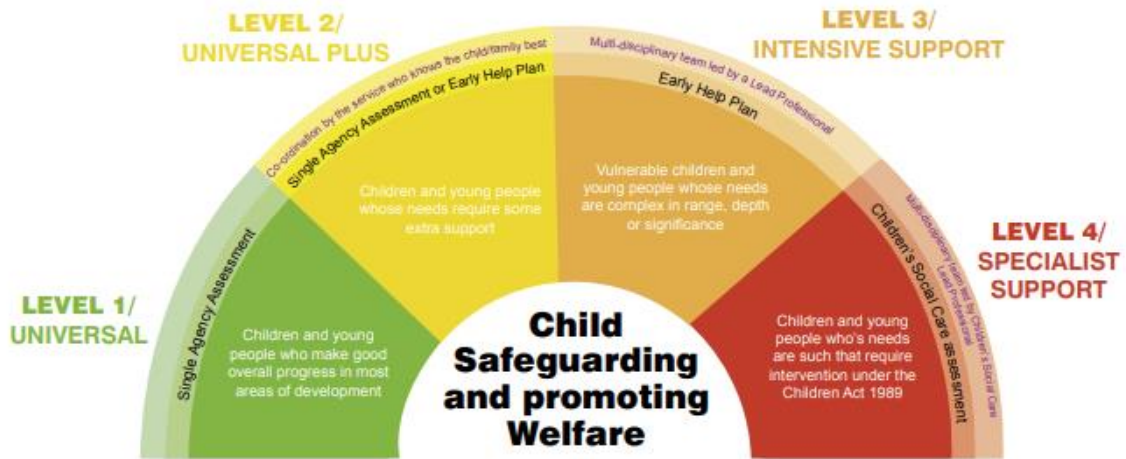 LEVEL 1/
UNIVERSAL
Single Agency Assessment
Children and young
people who make good
overall progress in most
areas of development
LEVEL 2/
UNIVERSAL PLUS
Co-ordination by the service who knows the child/family best
Single Agency Assessment or Early Help Plan
Children and young people
whose needs require some
extra support
LEVEL 3/
INTENSIVE SUPPORT
Multi-disciplinary team led by a Lead Professional
Early Help Plan
Vulnerable children and
young people whose needs
are complex in range, depth
or significance
LEVEL 4/
SPECIALIST
SUPPORT
Multi-disciplinary team led by Children's Social Care
Lead Professional
Children's Social Care assessment
Children and young
people who's needs
are such that require
intervention under the
Children Act 1989
Child
Safeguarding
and promoting
Welfare